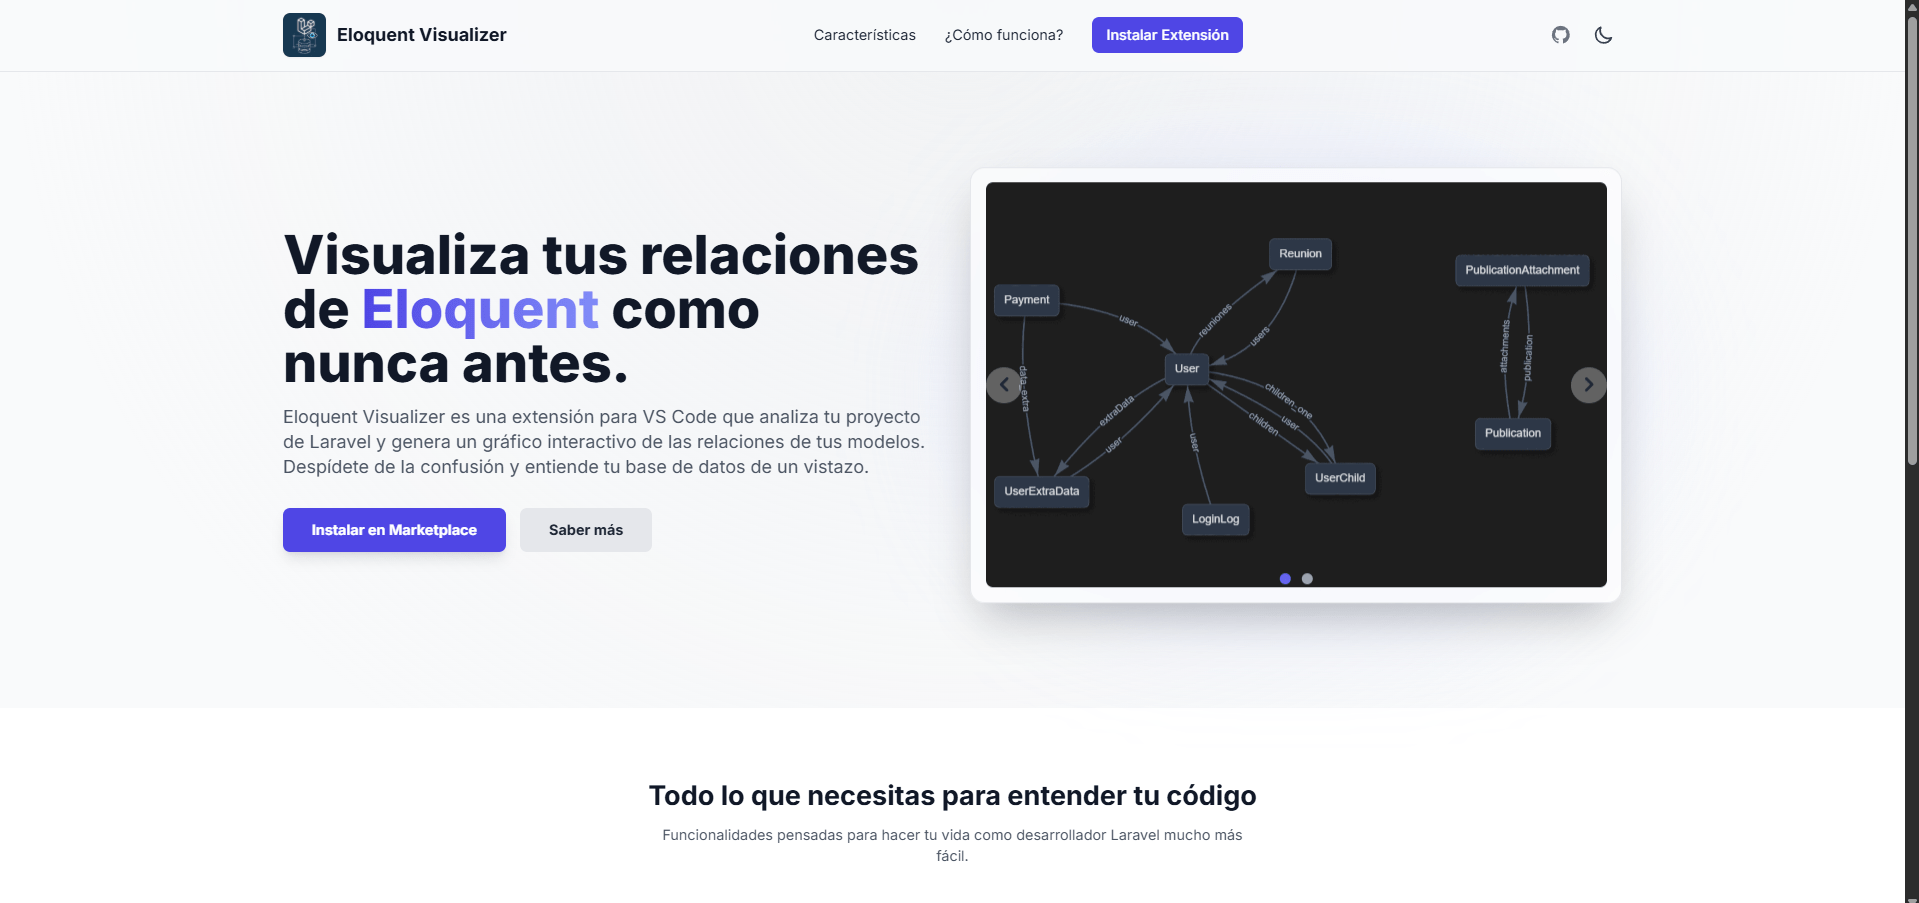 Eloquent Visualizer
Características
¿Cómo funciona?
Instalar Extensión
Visualiza tus relaciones
de Eloquent como
nunca antes.
Eloquent Visualizer es una extensión para VS Code que analiza tu proyecto
de Laravel y genera un gráfico interactivo de las relaciones de tus modelos.
Despídete de la confusión y entiende tu base de datos de un vistazo.
Instalar en Marketplace
Saber más
Reunion
PublicationAttachment
Payment
user
reuniones
users
attachments
publication
User
data_extra
extraData
user
children_one
user
children
user
Publication
UserChild
UserExtraData
LoginLog
Todo lo que necesitas para entender tu código
Funcionalidades pensadas para hacer tu vida como desarrollador Laravel mucho más
fácil.